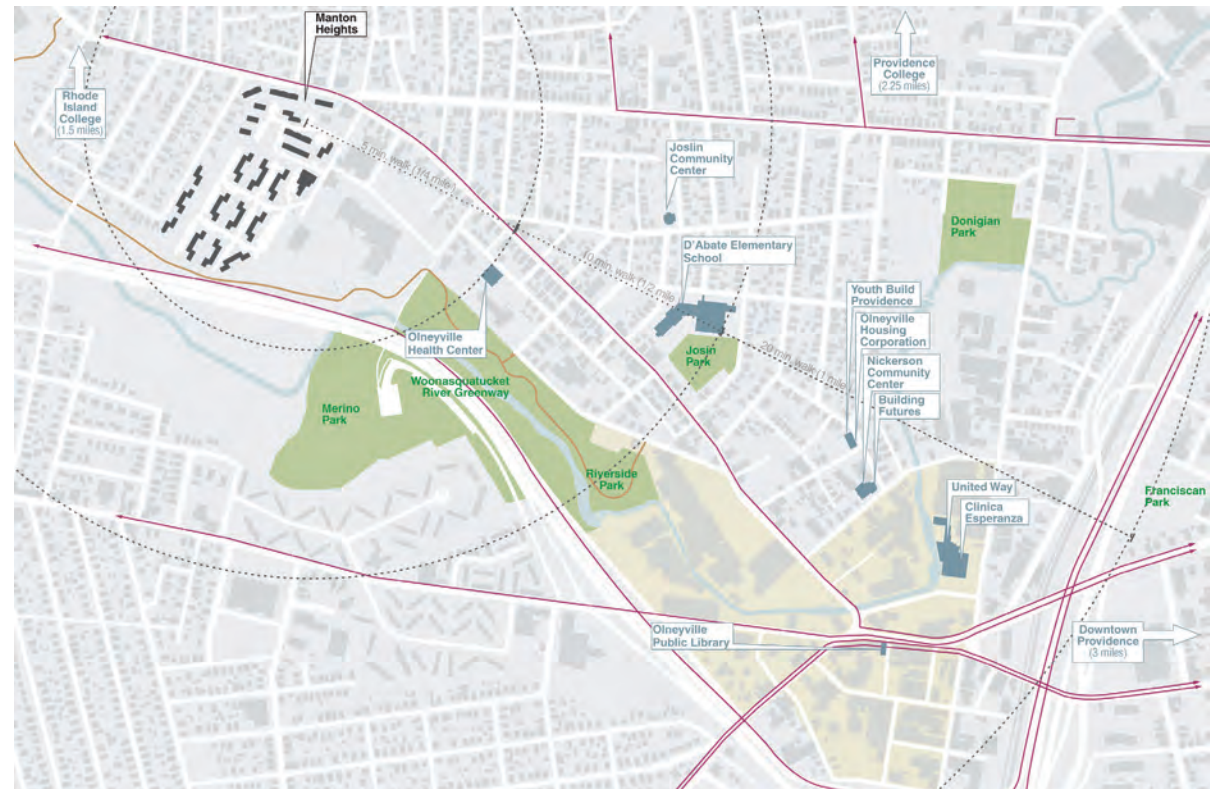 Manton
Heights
Rhode
Island
College
(1.5 miles)
Providence
College
(2.25 miles)
5 min. walk (1/4 mile)
Joslin
Community
Center
Donigian
Park
D'Abate Elementary
School
10 min. walk (1/2 mile
Youth Build
Providence
Olneyville
Housing
Corporation
Olneyville
Health Center
Josin
Park
20 min. walk (1 mile)
Nickerson
Community
Center
Building
Futures
Woonasquatucket
River Greenway
Merino
Park
Riverside
Park
United Way
Clinica
Esperanza
Franciscan
Park
Olneyville
Public Library
Downtown
Providence
(3 miles)